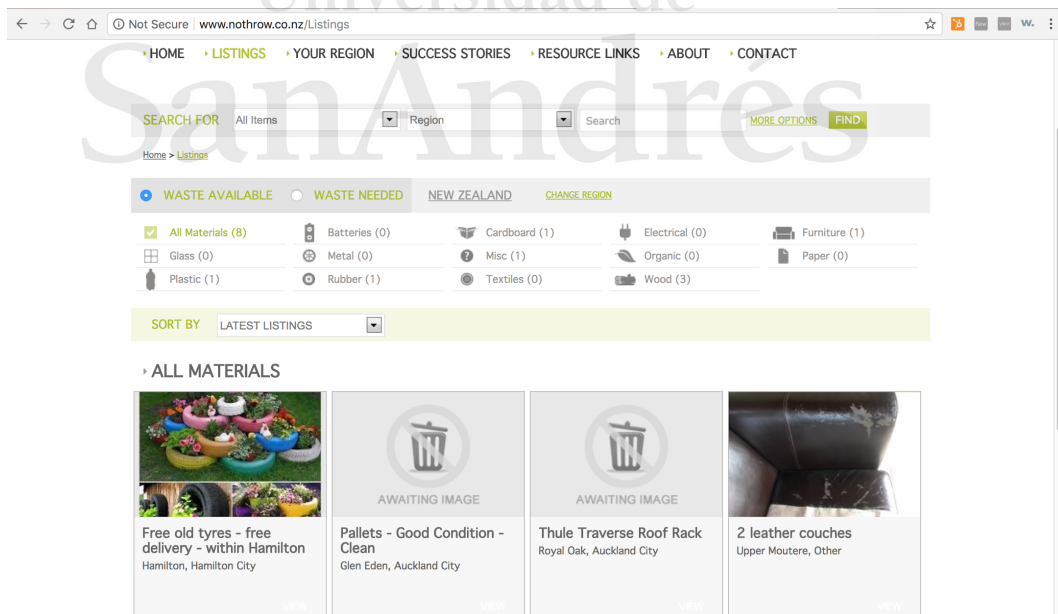 Universidad de
SanAndrés
Not Secure www.nothrow.co.nz/Listings
HOME LISTINGS YOUR REGION SUCCESS STORIES RESOURCE LINKS ABOUT CONTACT
SEARCH FOR All Items Region Search MORE OPTIONS FIND
Home > Listings
WASTE AVAILABLE WASTE NEEDED NEW ZEALAND CHANGE REGION
All Materials (8) Batteries (0) Cardboard (1) Electrical (0) Furniture (1)
Glass (0) Metal (0) Misc (1) Organic (0) Paper (0)
Plastic (1) Rubber (1) Textiles (0) Wood (3)
SORT BY LATEST LISTINGS
ALL MATERIALS
AWAITING IMAGE AWAITING IMAGE
Free old tyres - free delivery - within Hamilton
Hamilton, Hamilton City
Pallets - Good Condition - Clean
Glen Eden, Auckland City
Thule Traverse Roof Rack
Royal Oak, Auckland City
2 leather couches
Upper Moutere, Other
VIEW VIEW VIEW VIEW